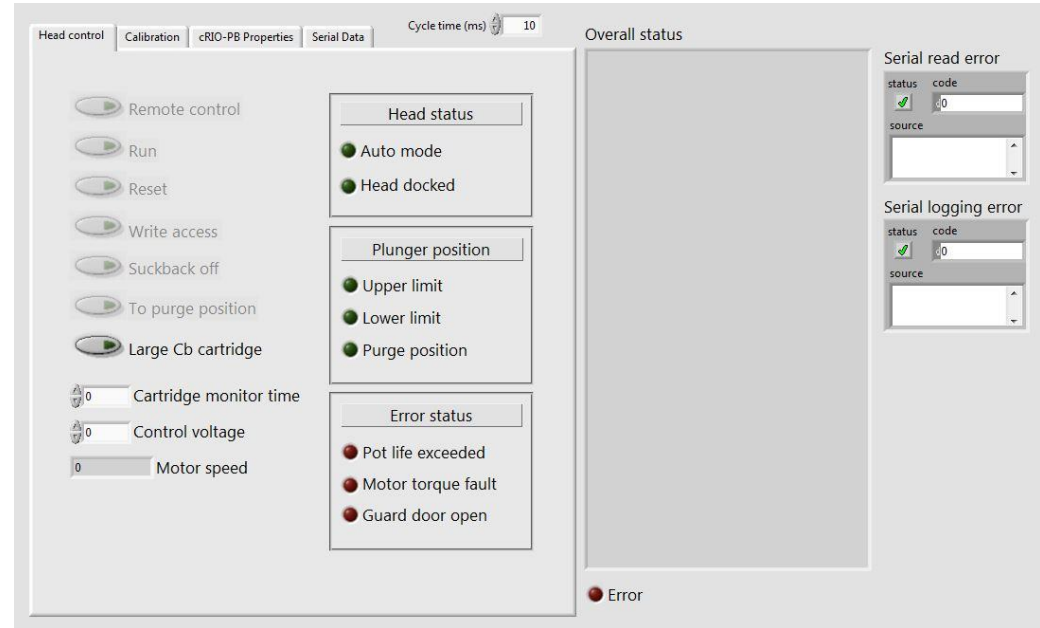 Cycle time (ms) 10
Head control Calibration cRIO-PB Properties Serial Data
Remote control
Run
Reset
Write access
Suckback off
To purge position
Large Cb cartridge
0 Cartridge monitor time
0 Control voltage
0 Motor speed
Head status
Auto mode
Head docked
Plunger position
Upper limit
Lower limit
Purge position
Error status
Pot life exceeded
Motor torque fault
Guard door open
Overall status
Error
Serial read error
status code
d0
source
Serial logging error
status code
d0
source